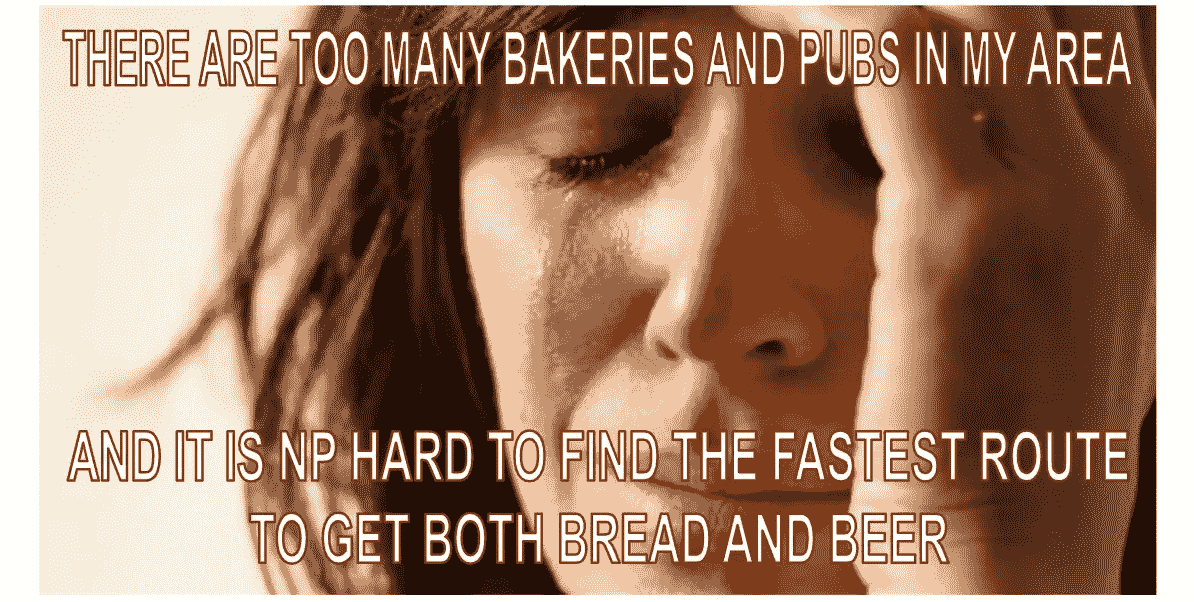 THERE ARE TOO MANY BAKERIES AND PUBS IN MY AREA
AND IT IS NP HARD TO FIND THE FASTEST ROUTE
TO GET BOTH BREAD AND BEER